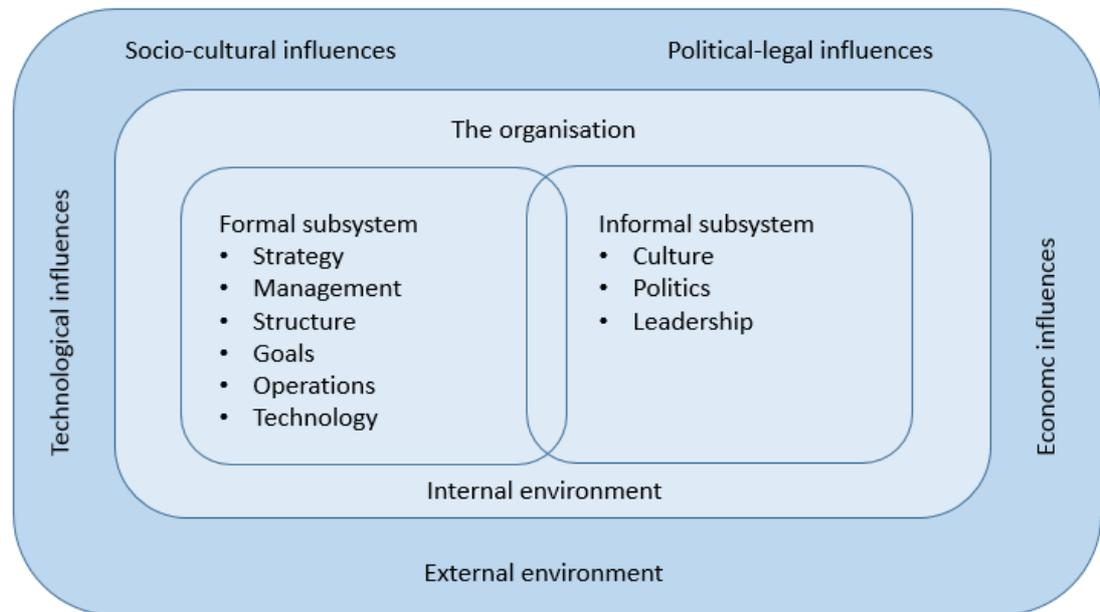 Socio-cultural influences
Political-legal influences
The organisation
Technological influences
Formal subsystem
• Strategy
• Management
• Structure
• Goals
• Operations
• Technology
Informal subsystem
• Culture
• Politics
• Leadership
Economc influences
Internal environment
External environment